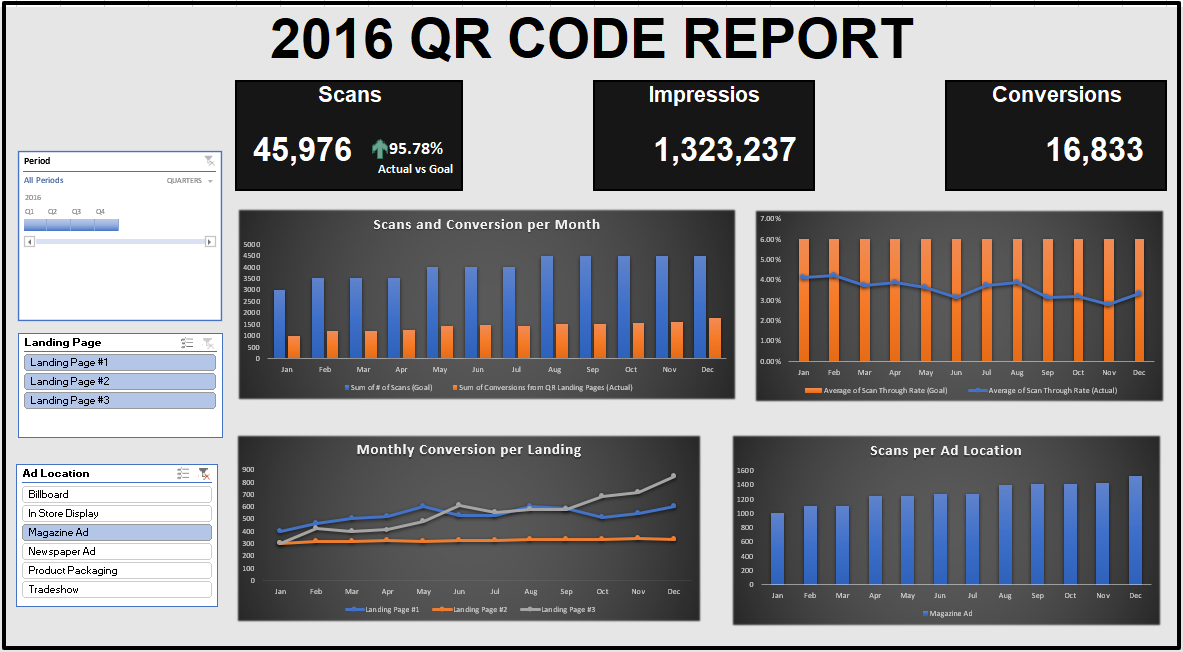 2016 QR CODE REPORT
Scans
45,976
95.78%
Actual vs Goal
Impressios
1,323,237
Conversions
16,833
Period
All Periods
QUARTERS
2016
Q1 Q2 Q3 Q4
Landing Page
Landing Page #1
Landing Page #2
Landing Page #3
Ad Location
Billboard
In Store Display
Magazine Ad
Newspaper Ad
Product Packaging
Tradeshow
Scans and Conversion per Month
5000
4500
4000
3500
3000
2500
2000
1500
1000
500
0
Jan Feb Mar Apr May Jun Jul Aug Sep Oct Nov Dec
Sum of # of Scans (Goal) Sum of Conversions from QR Landing Pages (Actual)
7.00%
6.00%
5.00%
4.00%
3.00%
2.00%
1.00%
0.00%
Jan Feb Mar Apr May Jun Jul Aug Sep Oct Nov Dec
Average of Scan Through Rate (Goal) Average of Scan Through Rate (Actual)
Monthly Conversion per Landing
900
800
700
600
500
400
300
200
100
0
Jan Feb Mar Apr May Jun Jul Aug Sep Oct Nov Dec
Landing Page #1 Landing Page #2 Landing Page #3
Scans per Ad Location
1600
1400
1200
1000
800
600
400
200
0
Jan Feb Mar Apr May Jun Jul Aug Sep Oct Nov Dec
Magazine Ad